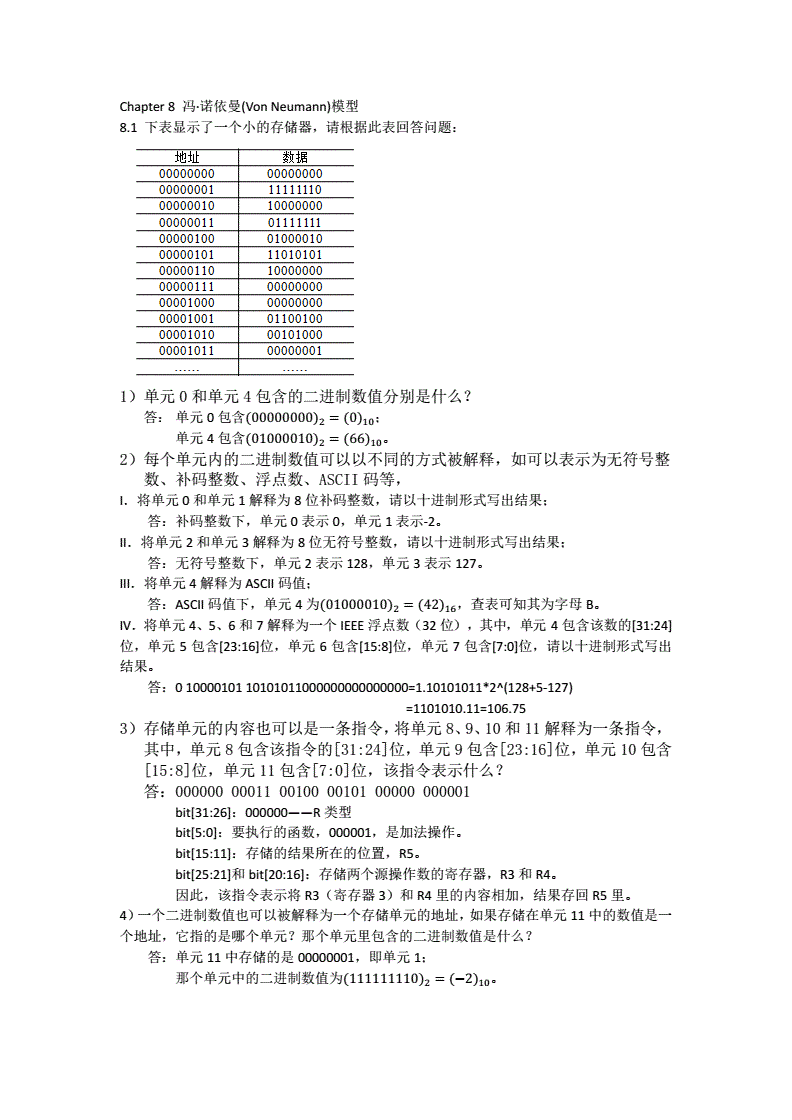 Chapter 8 冯·诺依曼(Von Neumann)模型
8.1 下表显示了一个小的存储器，请根据此表回答问题：
地址 数据
00000000 00000000
00000001 11111110
00000010 10000000
00000011 01111111
00000100 01000010
00000101 11010101
00000110 10000000
00000111 00000000
00001000 00000000
00001001 01100100
00001010 00101000
00001011 00000001
…… ……
1）单元 0 和单元 4 包含的二进制数值分别是什么？
答： 单元 0 包含(00000000)₂ = (0)₁₀；
单元 4 包含(01000010)₂ = (66)₁₀。
2）每个单元内的二进制数值可以以不同的方式被解释，如可以表示为无符号整
数、补码整数、浮点数、ASCII 码等，
I．将单元 0 和单元 1 解释为 8 位补码整数，请以十进制形式写出结果；
答：补码整数下，单元 0 表示 0，单元 1 表示-2。
II．将单元 2 和单元 3 解释为 8 位无符号整数，请以十进制形式写出结果；
答：无符号整数下，单元 2 表示 128，单元 3 表示 127。
III．将单元 4 解释为 ASCII 码值；
答：ASCII 码值下，单元 4 为(01000010)₂ = (42)₁₆，查表可知其为字母 B。
IV．将单元 4、5、6 和 7 解释为一个 IEEE 浮点数（32 位），其中，单元 4 包含该数的[31:24]
位，单元 5 包含[23:16]位，单元 6 包含[15:8]位，单元 7 包含[7:0]位，请以十进制形式写出
结果。
答：0 10000101 10101011000000000000000=1.10101011*2^(128+5-127)
=1101010.11=106.75
3）存储单元的内容也可以是一条指令，将单元 8、9、10 和 11 解释为一条指令，
其中，单元 8 包含该指令的[31:24]位，单元 9 包含[23:16]位，单元 10 包含
[15:8]位，单元 11 包含[7:0]位，该指令表示什么？
答：000000 00011 00100 00101 00000 000001
bit[31:26]：000000——R 类型
bit[5:0]：要执行的函数，000001，是加法操作。
bit[15:11]：存储的结果所在的位置，R5。
bit[25:21]和 bit[20:16]：存储两个源操作数的寄存器，R3 和 R4。
因此，该指令表示将 R3（寄存器 3）和 R4 里的内容相加，结果存回 R5 里。
4）一个二进制数值也可以被解释为一个存储单元的地址，如果存储在单元 11 中的数值是一
个地址，它指的是哪个单元？那个单元里包含的二进制数值是什么？
答：单元 11 中存储的是 00000001，即单元 1；
那个单元中的二进制数值为(111111110)₂ = (−2)₁₀。